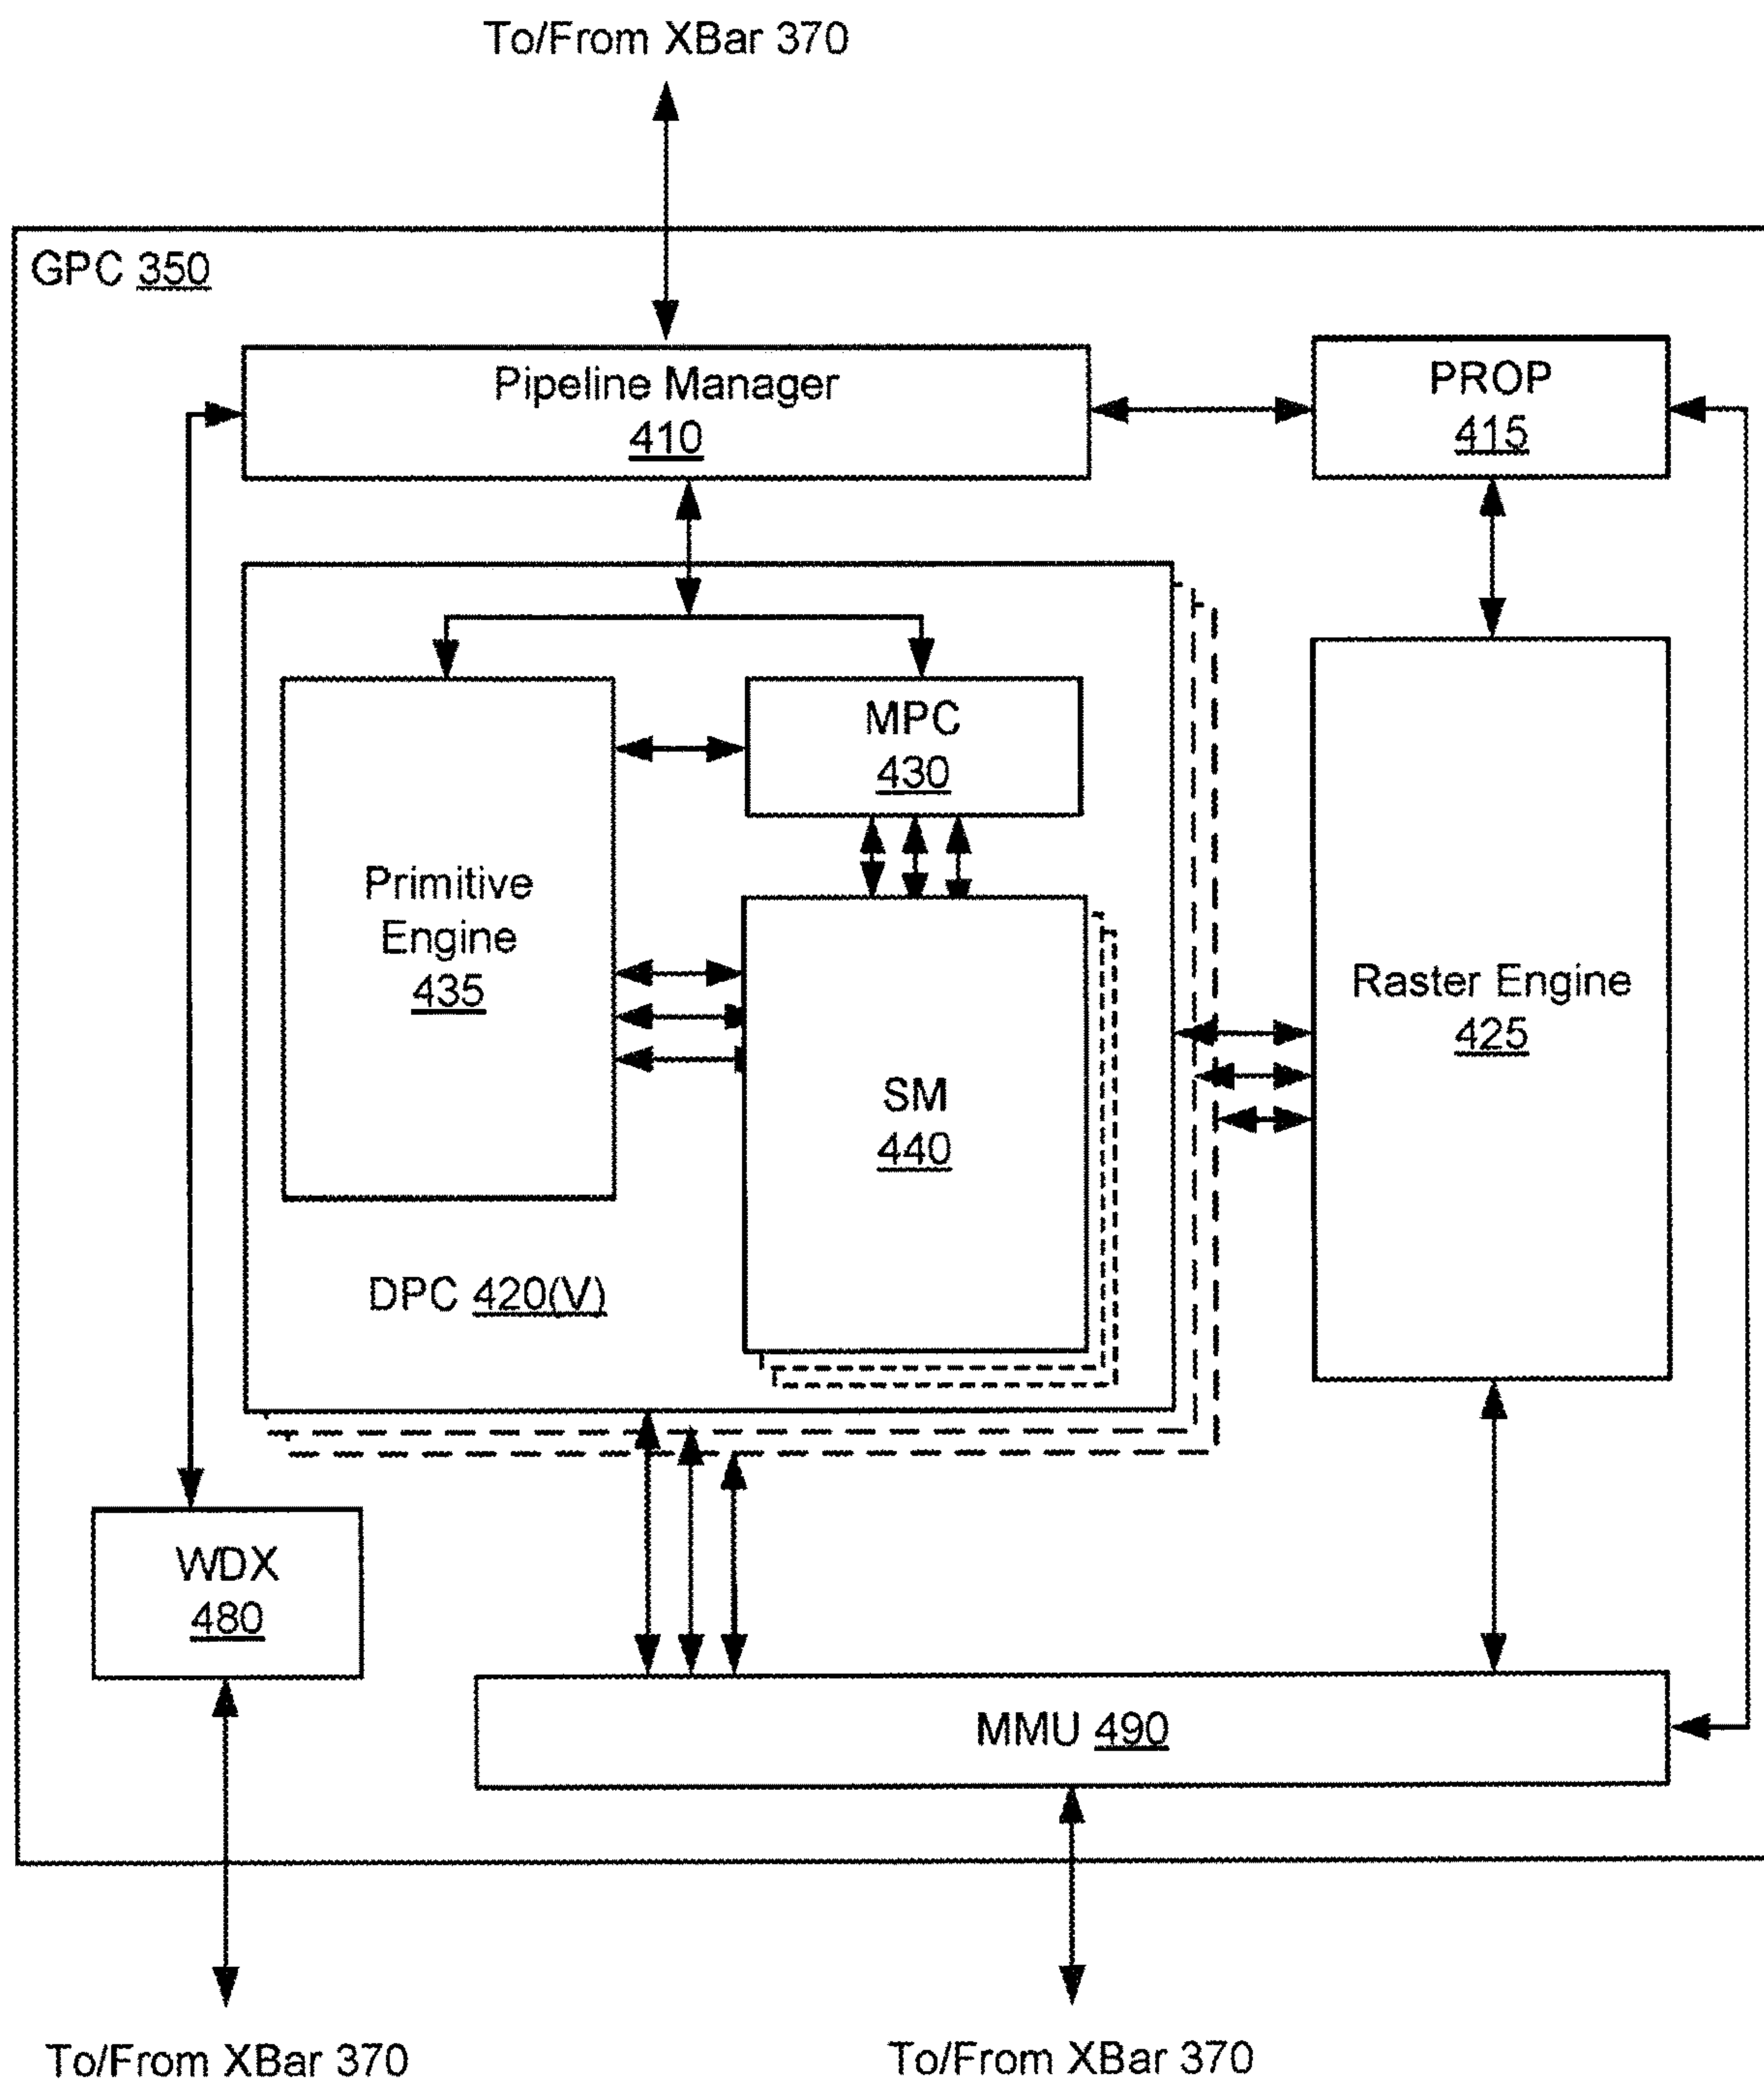 To/From XBar 370
GPC 350
Pipeline Manager
410
PROP
415
MPC
430
Primitive
Engine
435
Raster Engine
425
SM
440
DPC 420(V)
WDX
480
MMU 490
To/From XBar 370
To/From XBar 370